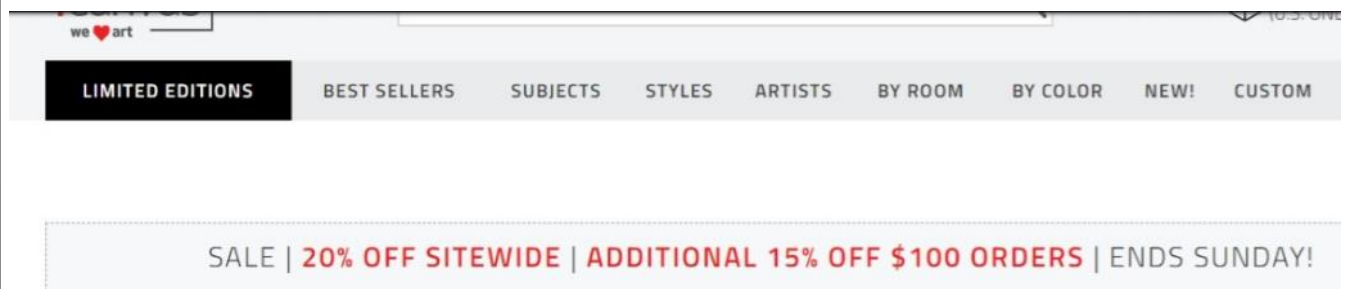 we ❤ art
LIMITED EDITIONS BEST SELLERS SUBJECTS STYLES ARTISTS BY ROOM BY COLOR NEW! CUSTOM
SALE | 20% OFF SITEWIDE | ADDITIONAL 15% OFF $100 ORDERS | ENDS SUNDAY!